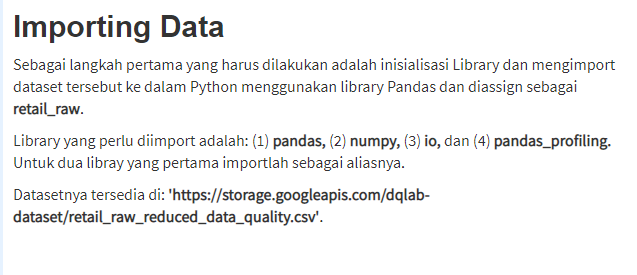 Importing Data
Sebagai langkah pertama yang harus dilakukan adalah inisialisasi Library dan mengimport
dataset tersebut ke dalam Python menggunakan library Pandas dan diassign sebagai
retail_raw.
Library yang perlu diimport adalah: (1) pandas, (2) numpy, (3) io, dan (4) pandas_profiling.
Untuk dua libray yang pertama importlah sebagai aliasnya.
Datasetnya tersedia di: 'https://storage.googleapis.com/dqlab-
dataset/retail_raw_reduced_data_quality.csv'.